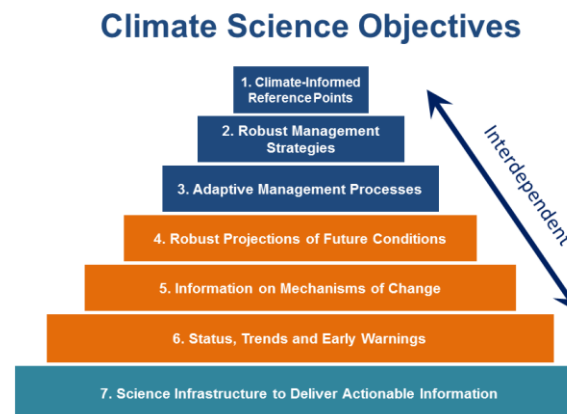 Climate Science Objectives
1. Climate-Informed
Reference Points
2. Robust Management
Strategies
3. Adaptive Management Processes
4. Robust Projections of Future Conditions
5. Information on Mechanisms of Change
6. Status, Trends and Early Warnings
7. Science Infrastructure to Deliver Actionable Information
Interdependent